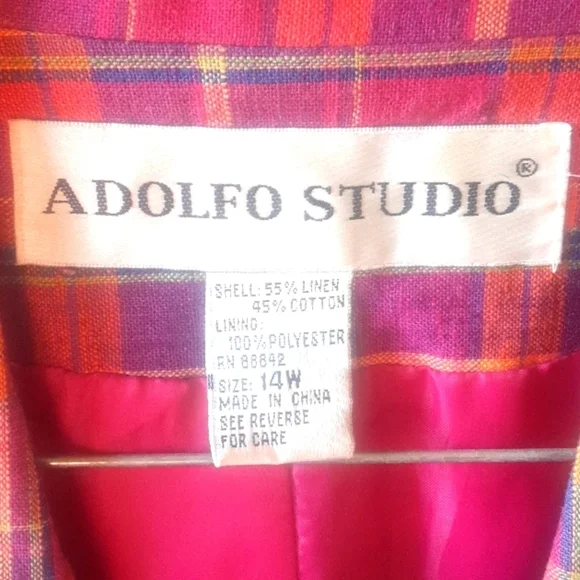 ADOLFO STUDIO®
SHELL: 55% LINEN
45% COTTON
LINING:
100% POLYESTER
RN 88842
SIZE: 14W
MADE IN CHINA
SEE REVERSE
FOR CARE